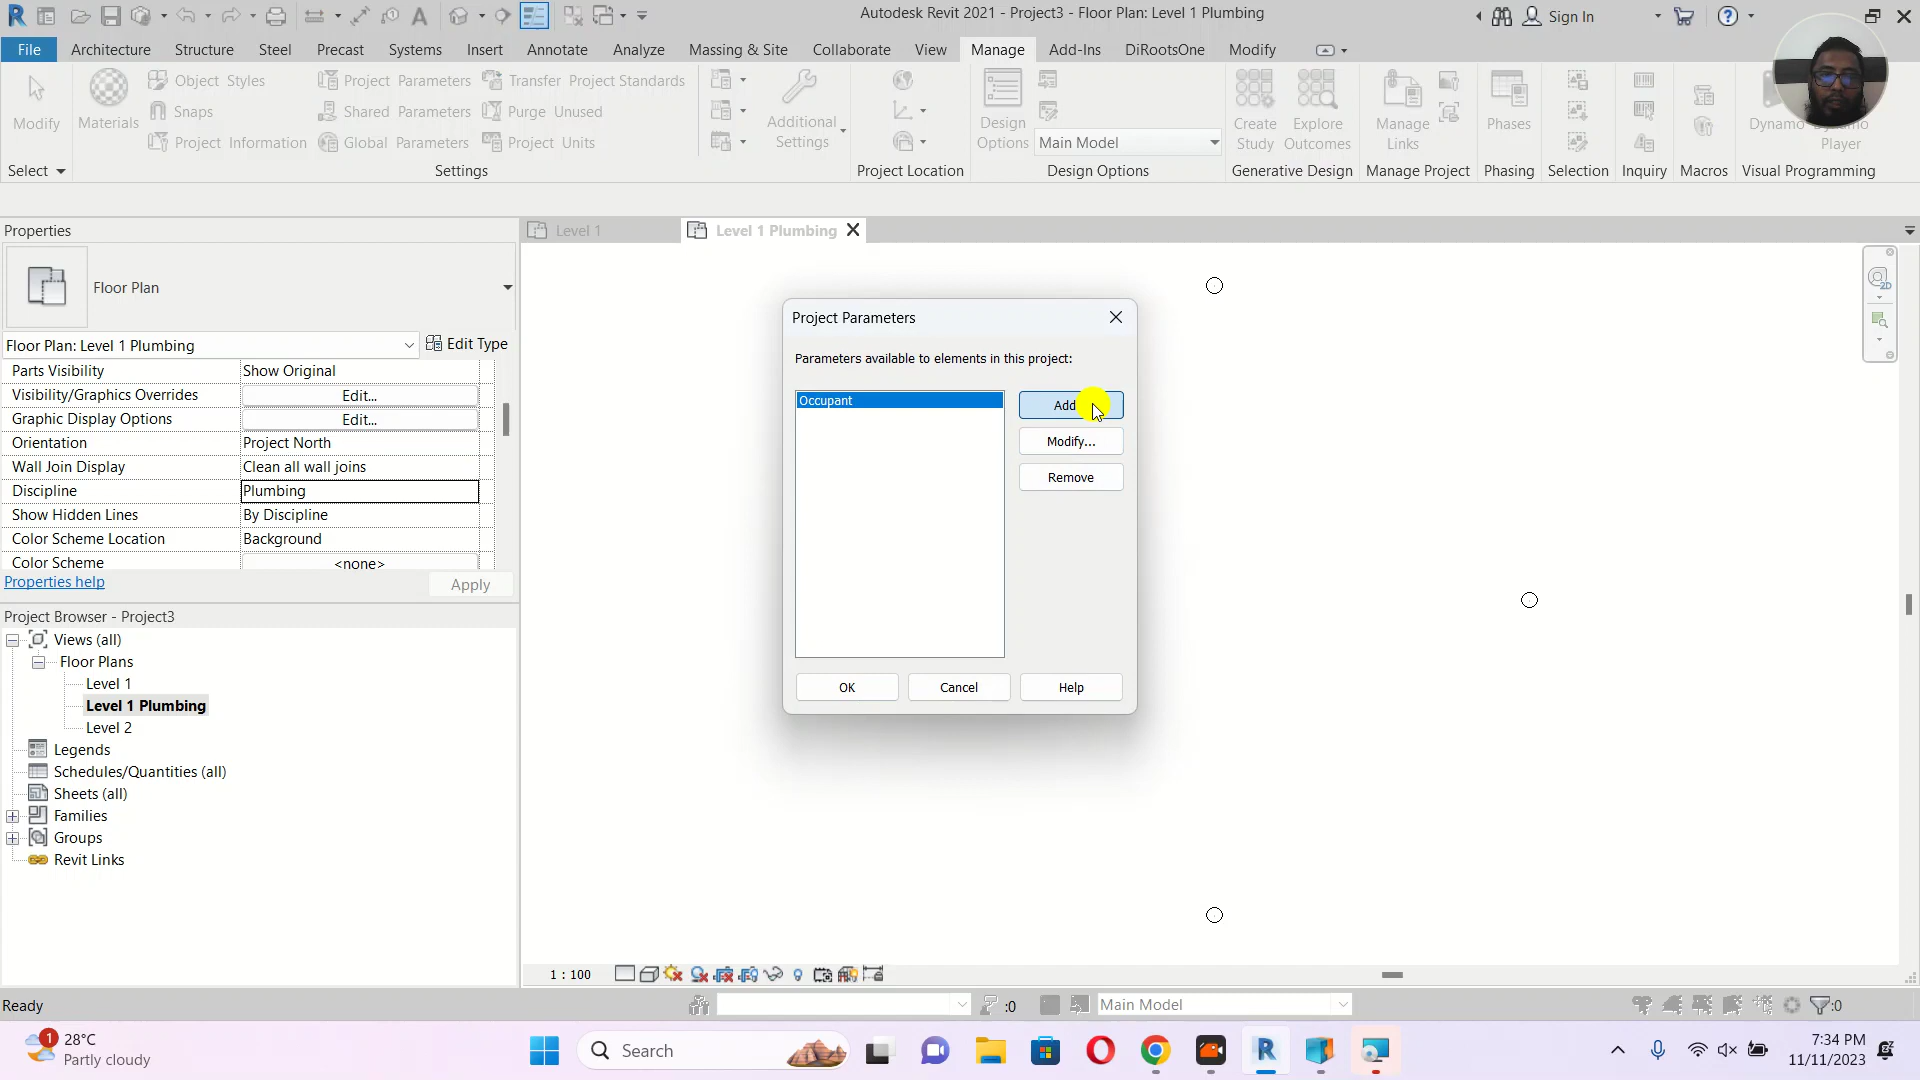 Autodesk Revit 2021 - Project3 - Floor Plan: Level 1 Plumbing
Sign In
File Architecture Structure Steel Precast Systems Insert Annotate Analyze Massing & Site Collaborate View Manage Add-Ins DiRootsOne Modify
Modify
Materials
Object Styles
Snaps
Project Information
Project Parameters
Shared Parameters
Global Parameters
Transfer Project Standards
Purge Unused
Project Units
Additional Settings
Design Options
Main Model
Create Study
Explore Outcomes
Manage Links
Phases
Dynamo
Dynamo Player
Select Settings Project Location Design Options Generative Design Manage Project Phasing Selection Inquiry Macros Visual Programming
Properties
Level 1
Level 1 Plumbing
Floor Plan
Floor Plan: Level 1 Plumbing
Edit Type
Parts Visibility Show Original
Visibility/Graphics Overrides Edit...
Graphic Display Options Edit...
Orientation Project North
Wall Join Display Clean all wall joins
Discipline Plumbing
Show Hidden Lines By Discipline
Color Scheme Location Background
Color Scheme <none>
Properties help
Apply
Project Browser - Project3
Views (all)
Floor Plans
Level 1
Level 1 Plumbing
Level 2
Legends
Schedules/Quantities (all)
Sheets (all)
Families
Groups
Revit Links
Project Parameters
Parameters available to elements in this project:
Occupant
Add
Modify...
Remove
OK
Cancel
Help
2D
1 : 100
Ready
:0
Main Model
:0
1
28°C
Partly cloudy
Search
7:34 PM
11/11/2023